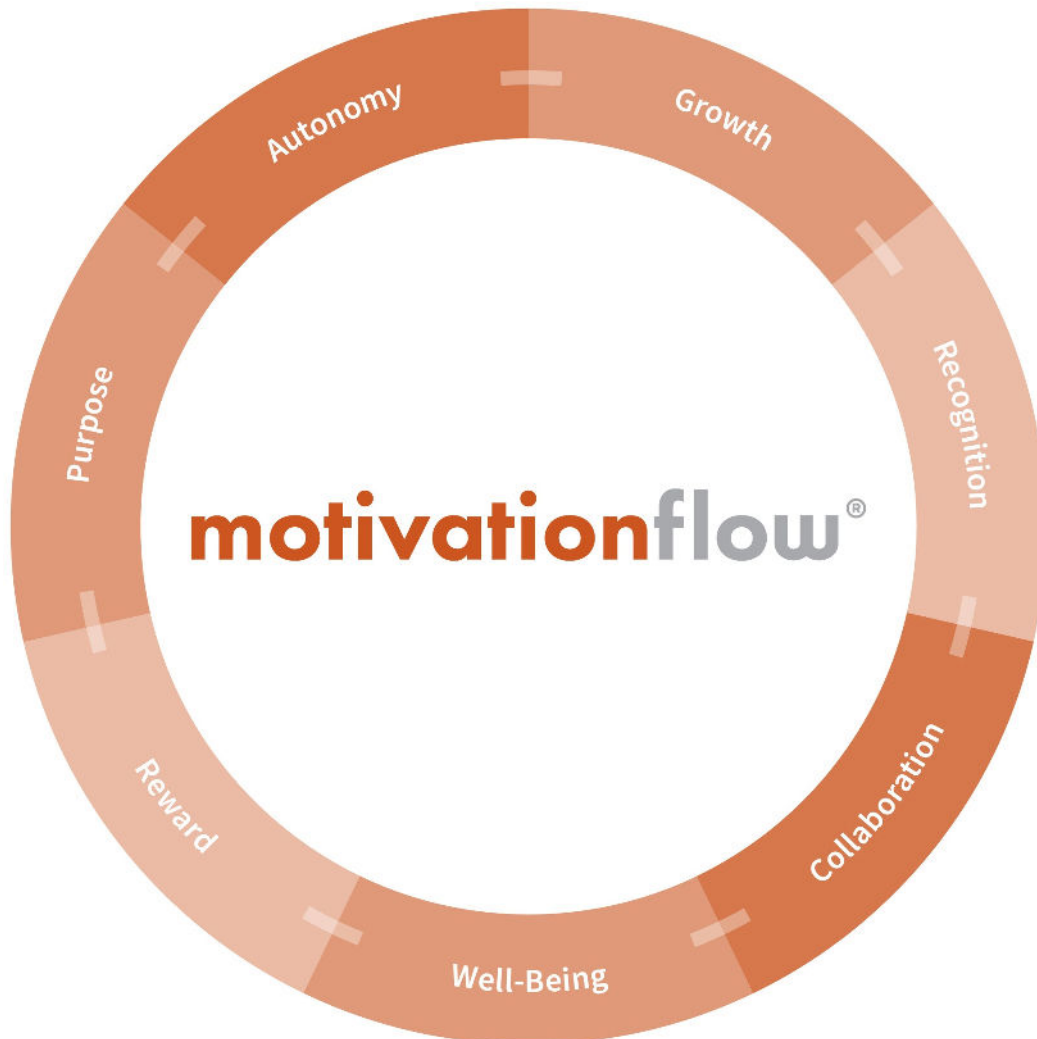 Autonomy
Growth
Recognition
Collaboration
Well-Being
Reward
Purpose
motivationflow®